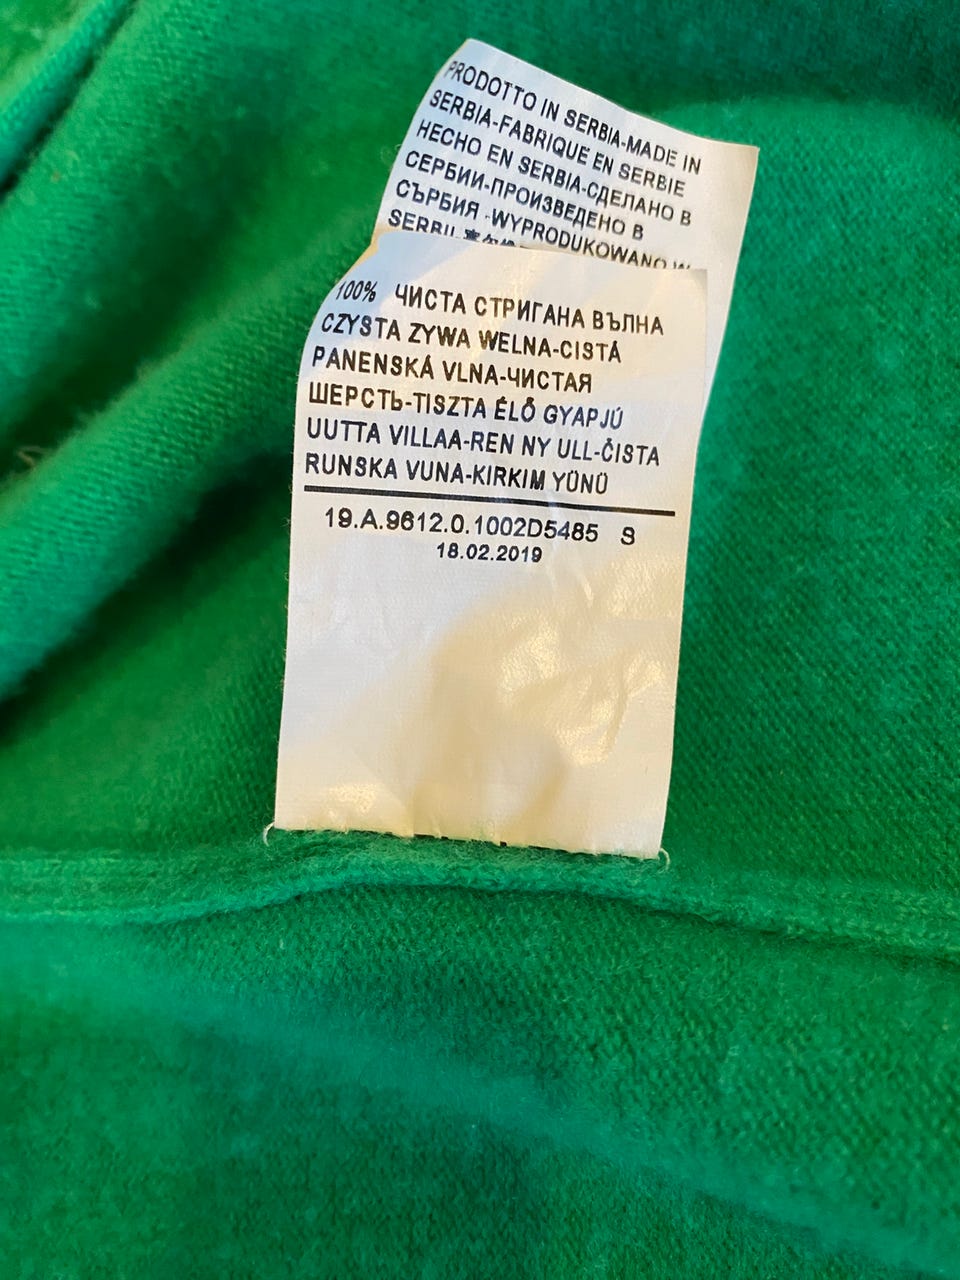 PRODOTTO IN SERBIA-MADE IN
SERBIA-FABRIQUE EN SERBIE
HECHO EN SERBIA-СДЕЛАНО В
СЕРБИИ-ПРОИЗВЕДЕНО В
СЪРБИЯ -WYPRODUKOWANO W
SERBII-
100% ЧИСТА СТРИГАНА ВЪЛНА
CZYSTA ZYWA WELNA-CISTÁ
PANENSKÁ VLNA-ЧИСТАЯ
ШЕРСТЬ-TISZTA ÉLŐ GYAPJÚ
UUTTA VILLAA-REN NY ULL-ČISTA
RUNSKA VUNA-KIRKIM YÜNÜ
19.A.9612.0.1002D5485 S
18.02.2019